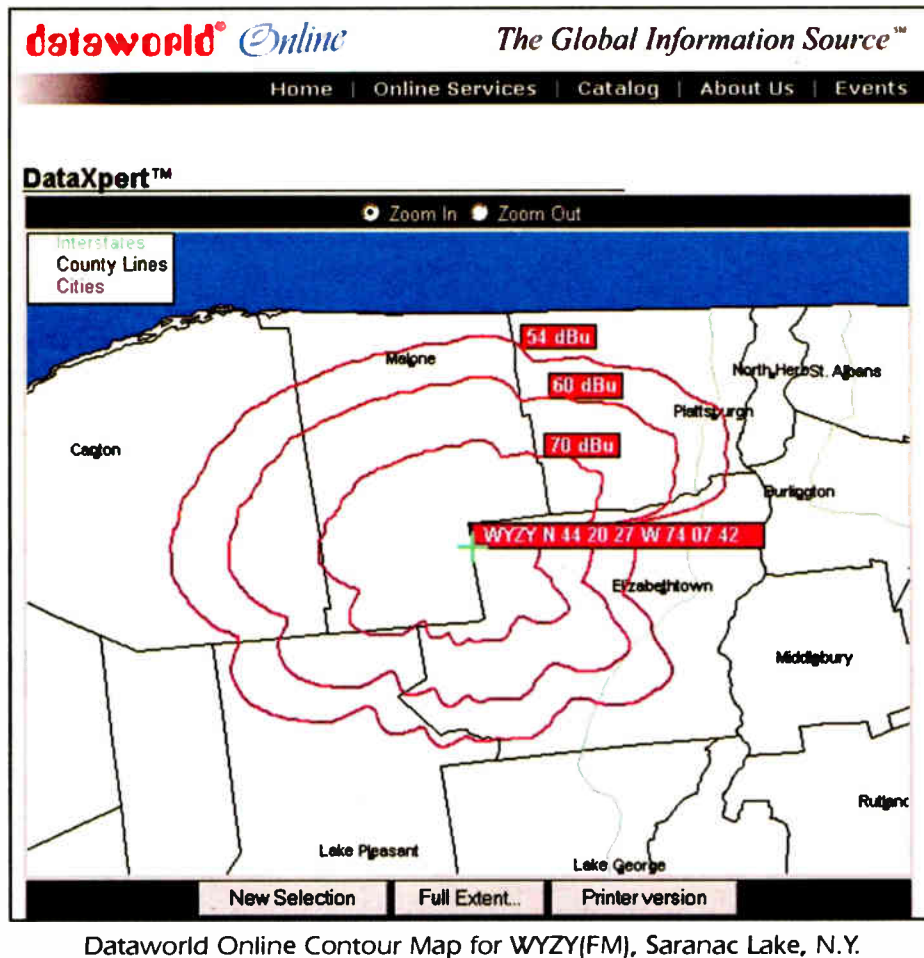 dataworld® Online The Global Information Source℠
Home | Online Services | Catalog | About Us | Events
DataXpert™
Zoom In Zoom Out
Interstates
County Lines
Cities
54 dBu
Malone
60 dBu
North Hero St. Albans
Plattsburgh
70 dBu
Canton
Burlington
WYZY N 44 20 27 W 74 07 42
Elizabethtown
Middlebury
Rutland
Lake Pleasant
Lake George
New Selection Full Extent... Printer version
Dataworld Online Contour Map for WYZY(FM), Saranac Lake, N.Y.